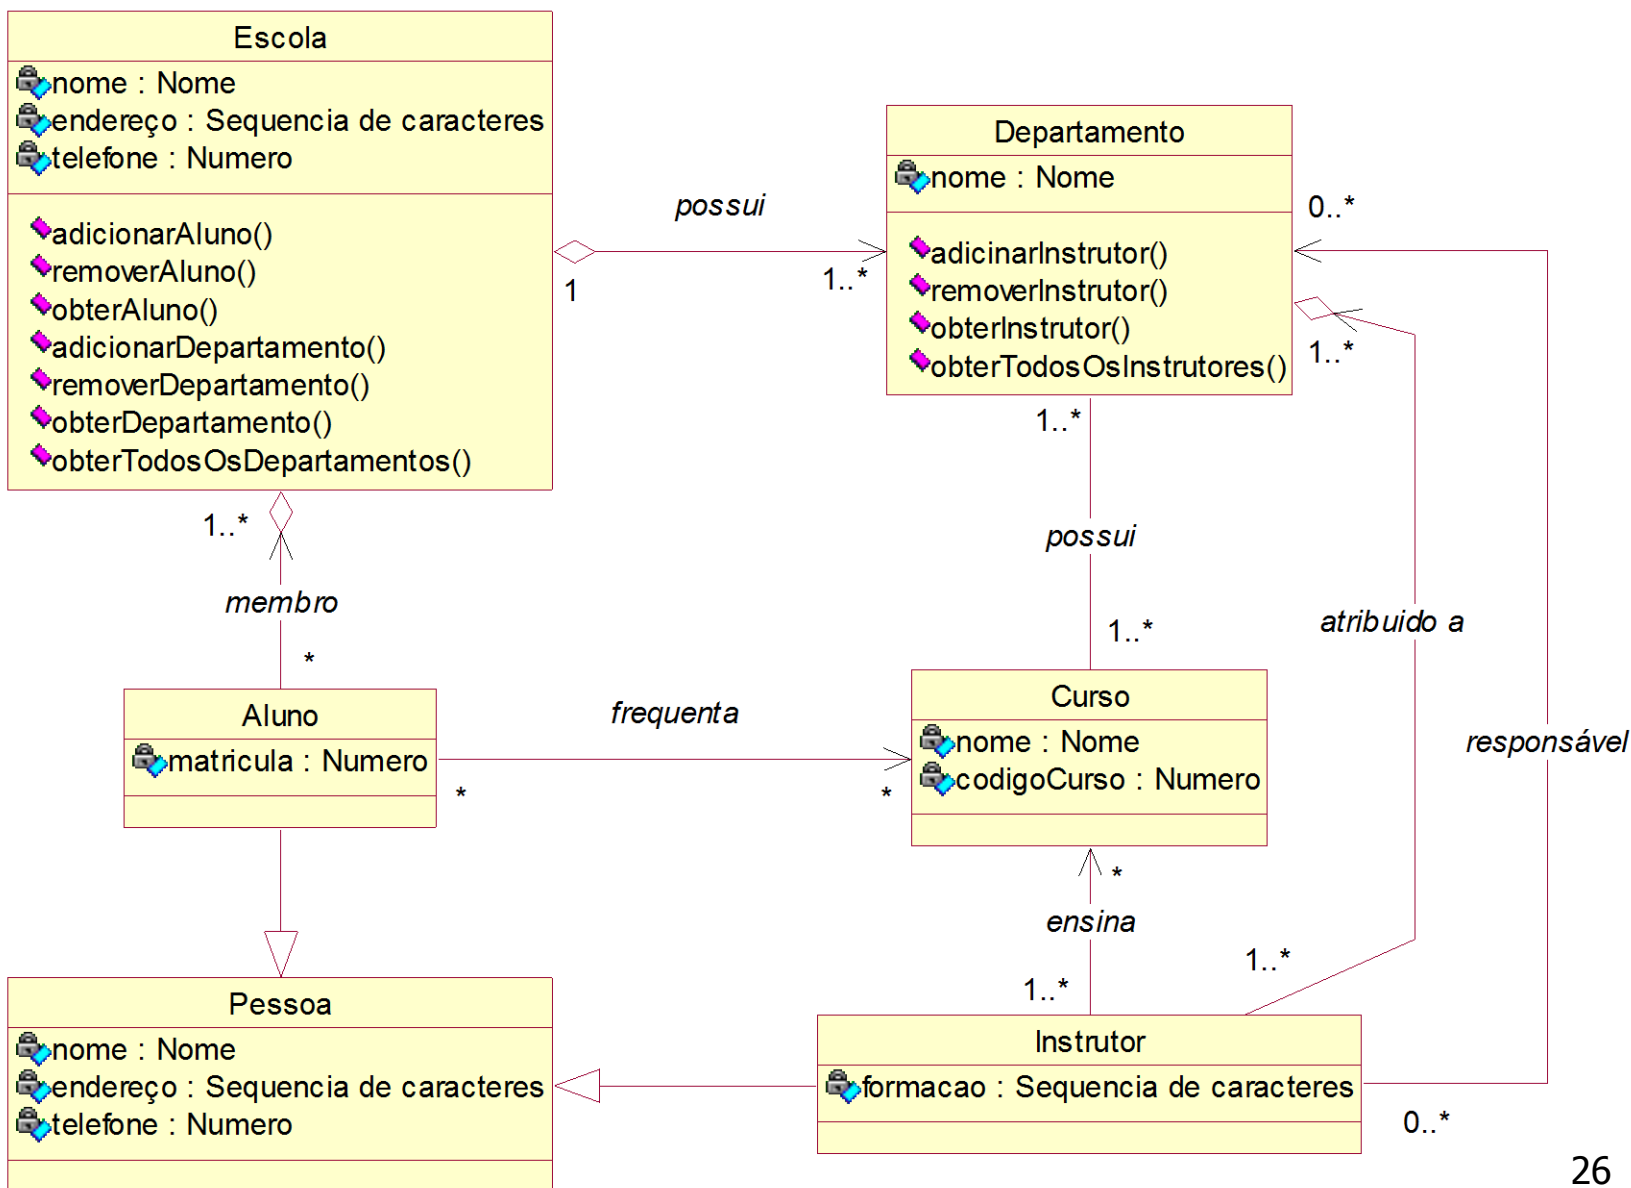 Escola
nome : Nome
endereço : Sequencia de caracteres
telefone : Numero
adicionarAluno()
removerAluno()
obterAluno()
adicionarDepartamento()
removerDepartamento()
obterDepartamento()
obterTodosOsDepartamentos()
possui
1
1..*
Departamento
nome : Nome
adicinarInstrutor()
removerInstrutor()
obterInstrutor()
obterTodosOsInstrutores()
0..*
1..*
1..*
possui
1..*
atribuido a
responsável
1..*
membro
*
Aluno
matricula : Numero
frequenta
*
*
Curso
nome : Nome
codigoCurso : Numero
*
ensina
1..*
1..*
Pessoa
nome : Nome
endereço : Sequencia de caracteres
telefone : Numero
Instrutor
formacao : Sequencia de caracteres
0..*
26